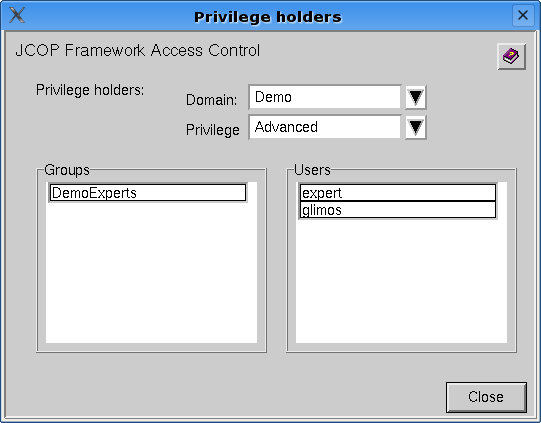 Privilege holders
JCOP Framework Access Control
Privilege holders:
Domain: Demo
Privilege Advanced
Groups
DemoExperts
Users
expert
glimos
Close